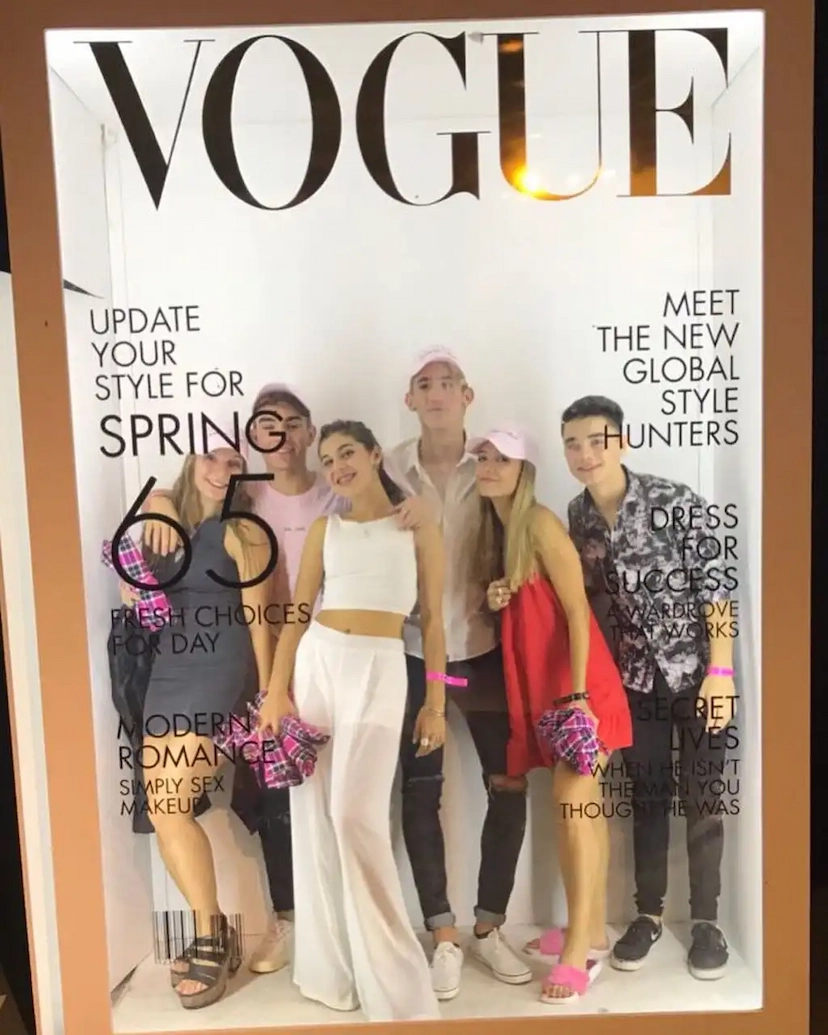 VOGUE
UPDATE
YOUR
STYLE FOR
SPRING
65
FRESH CHOICES
FOR DAY
MODERN
ROMANCE
SIMPLY SEX
MAKEUP
MEET
THE NEW
GLOBAL
STYLE
HUNTERS
DRESS
FOR
SUCCESS
A WARDROVE
THAT WORKS
SECRET
LIVES
WHEN HE ISN'T
THE MAN YOU
THOUGHT HE WAS